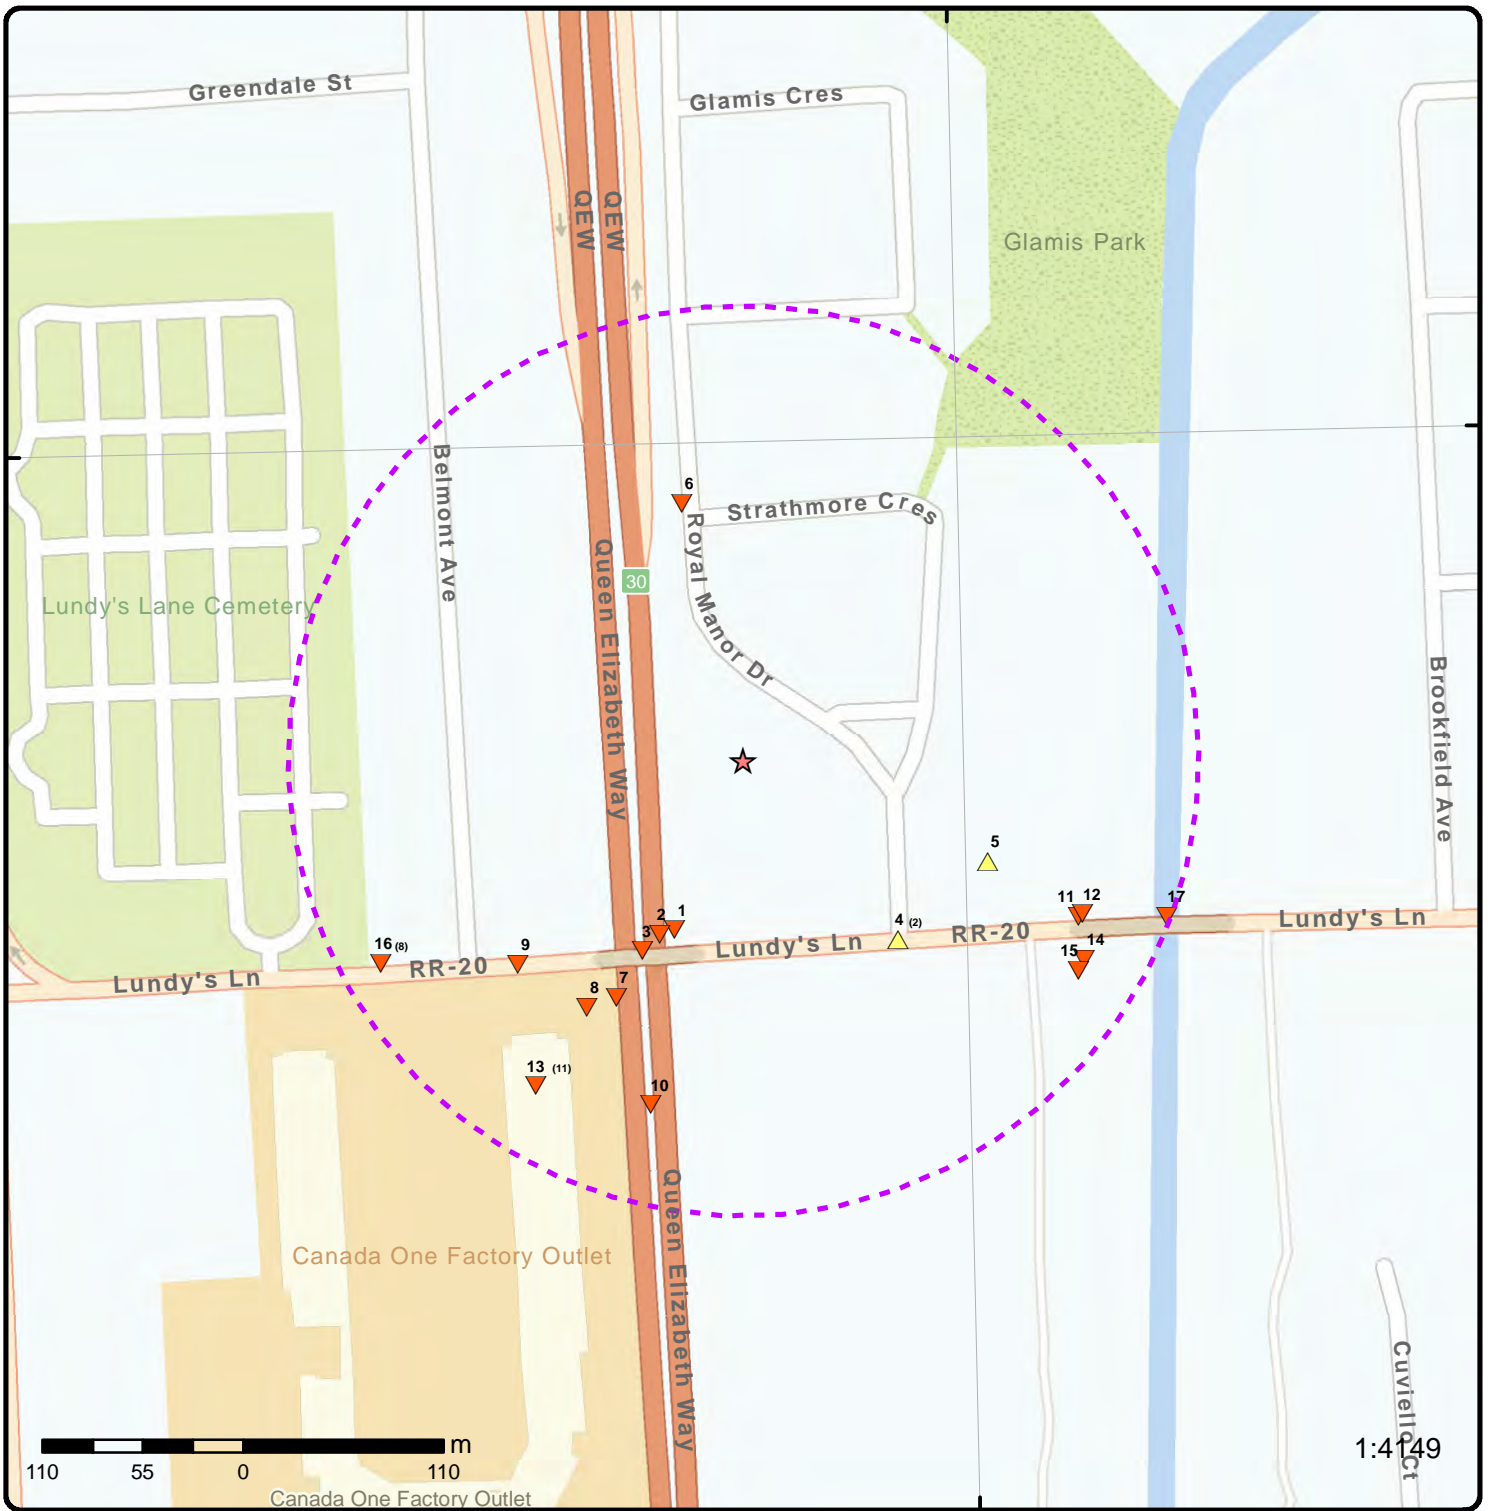 Greendale St
Glamis Cres
QEW
QEW
Glamis Park
Belmont Ave
6
Strathmore Cres
Royal Manor Dr
30
Queen Elizabeth Way
Lundy's Lane Cemetery
Brookfield Ave
5
11
12
17
2
1
3
4 (2)
RR-20
Lundy's Ln
Lundy's Ln
16 (8)
9
RR-20
Lundy's Ln
14
15
7
8
13 (11)
10
Queen Elizabeth Way
Canada One Factory Outlet
Cuviello Ct
1:4149
m
110
55
0
110
Canada One Factory Outlet